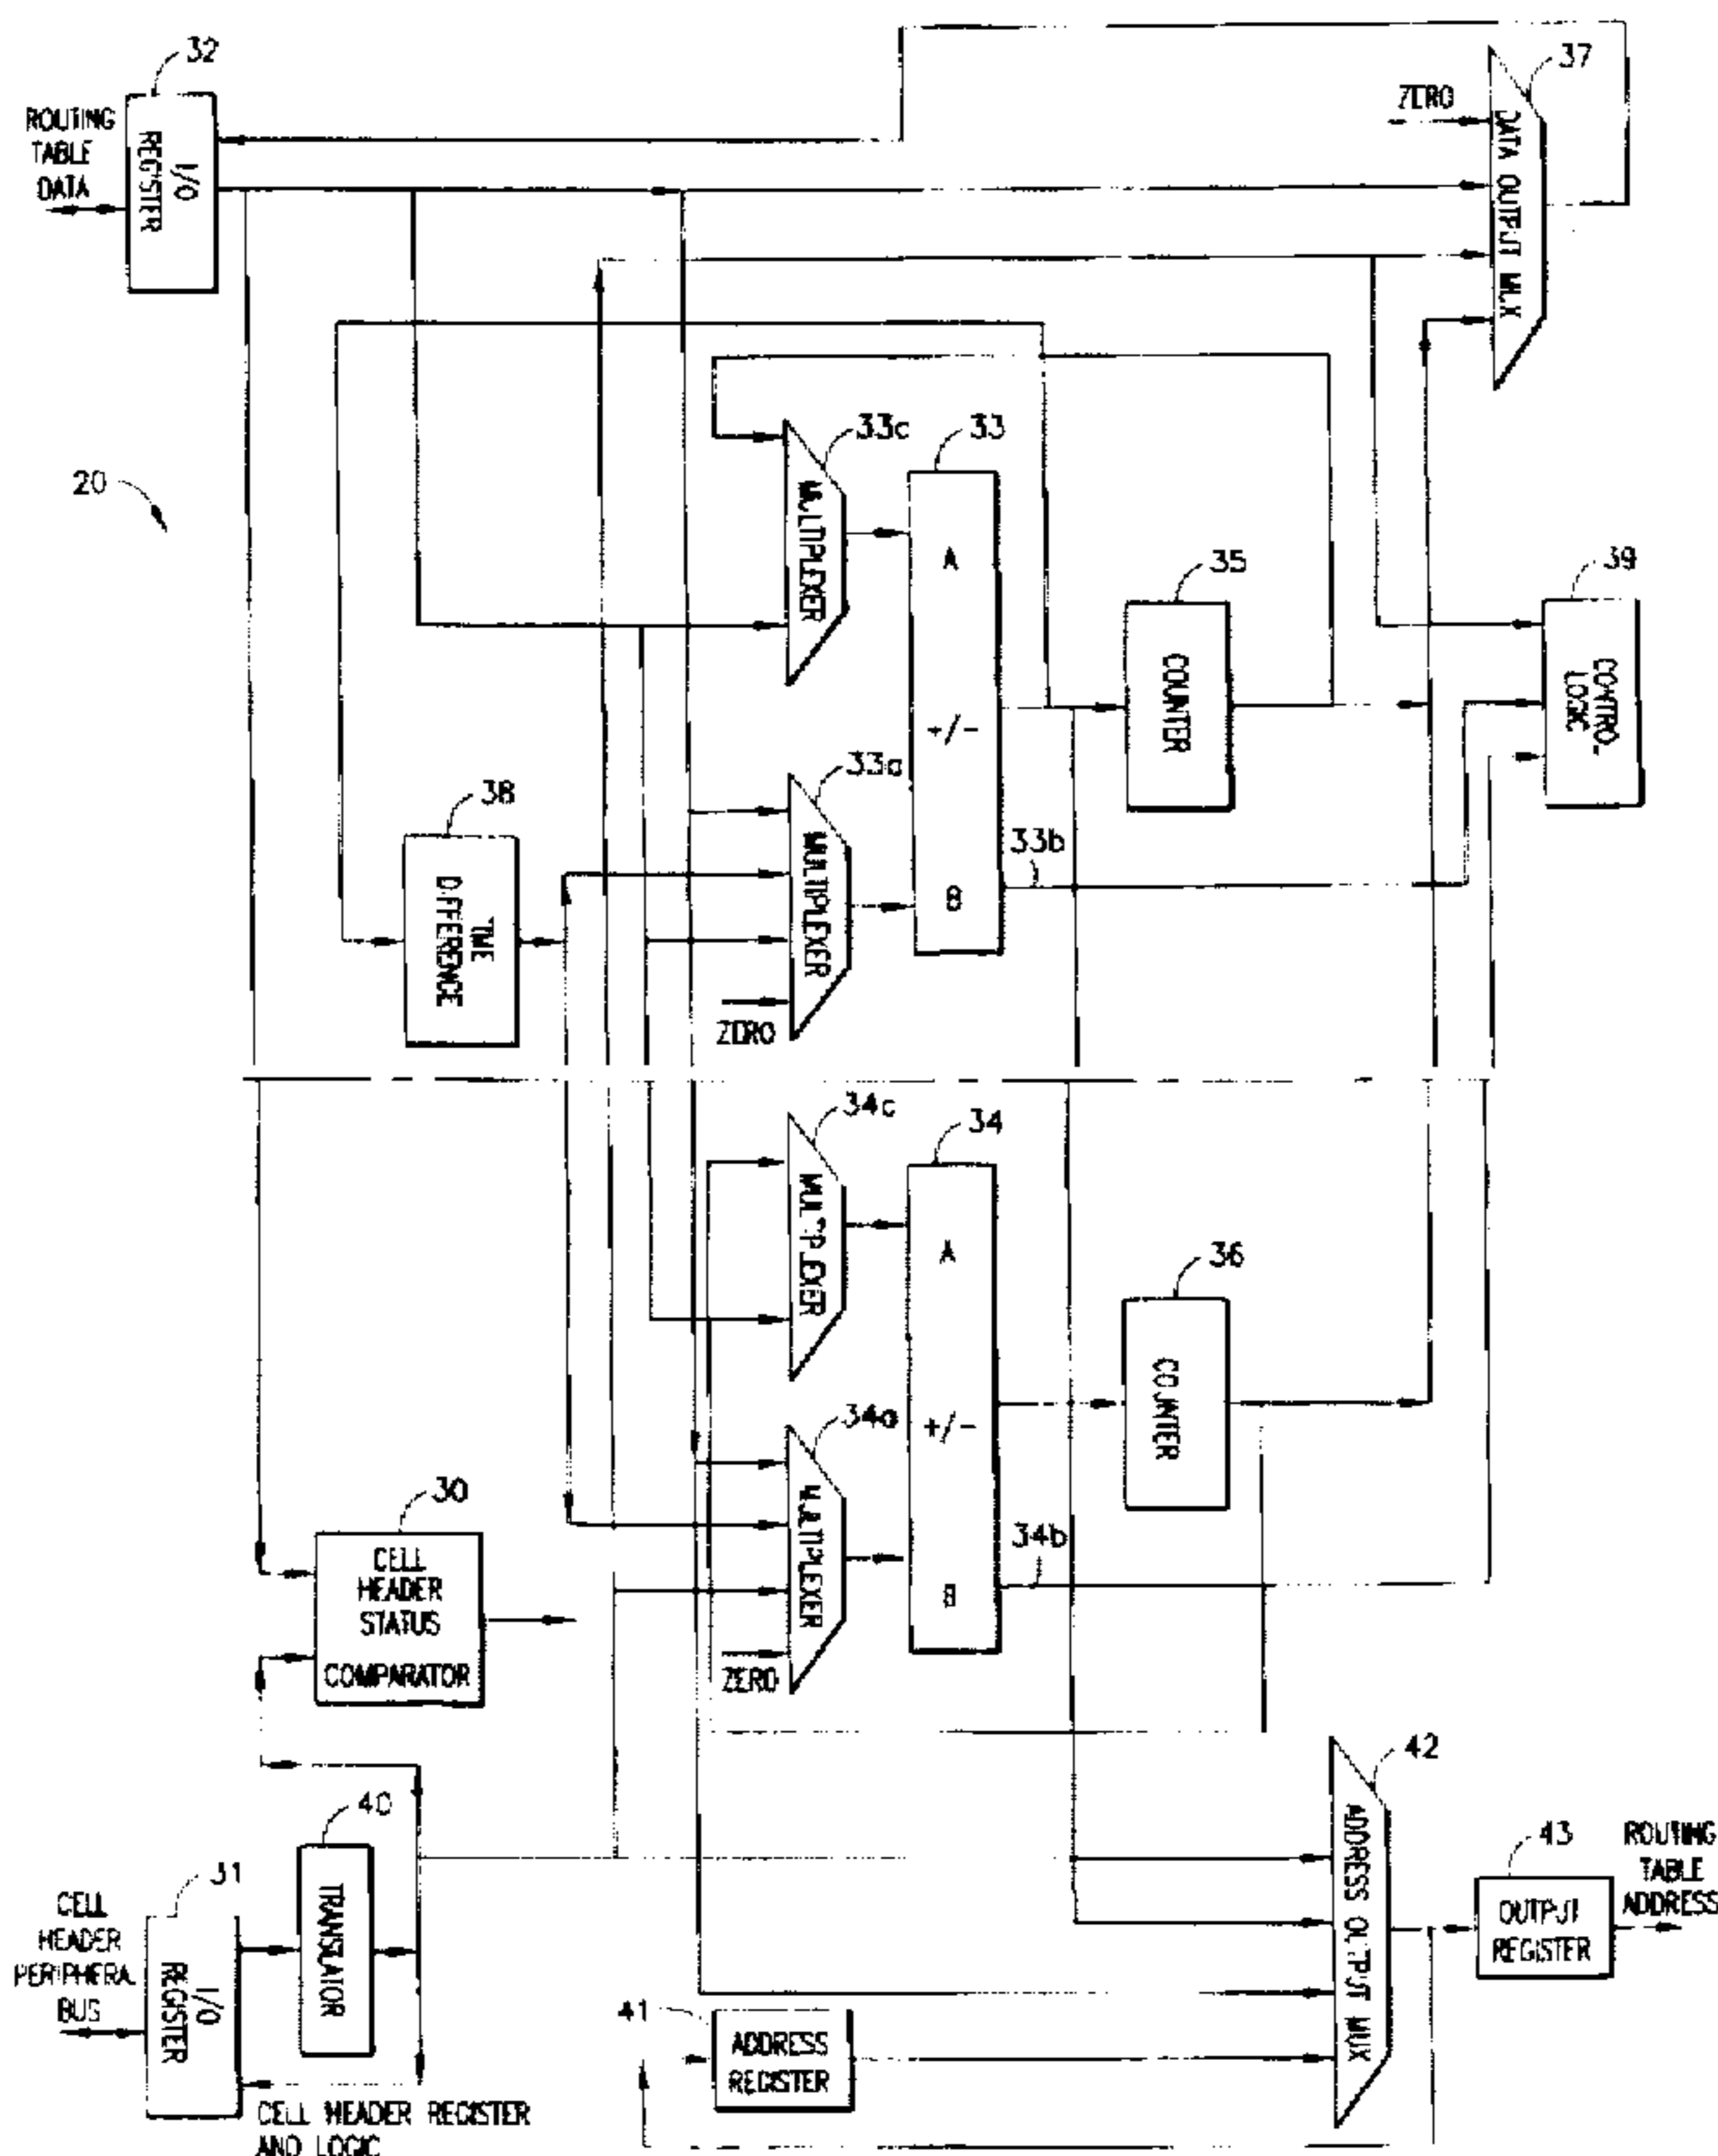 32
ROUTING
TABLE
DATA
I/O
REGISTER
37
ZERO
DATA OUTPUT MUX
20
33c
MULTIPLEXER
33
A
+/-
B
35
COUNTER
39
LOGIC
33a
MULTIPLEXER
ZERO
38
TIME
DIFFERENCE
33b
34c
34
A
+/-
B
36
COUNTER
34a
MULTIPLEXER
ZERO
34b
30
CELL
HEADER
STATUS
COMPARATOR
40
TRANSLATOR
31
CELL
HEADER
BUS
I/O
REGISTER
CELL HEADER REGISTER
AND LOGIC
41
ADDRESS
REGISTER
42
ADDRESS OUTPUT MUX
43
OUTPUT
REGISTER
ROUTING
TABLE
ADDRESS